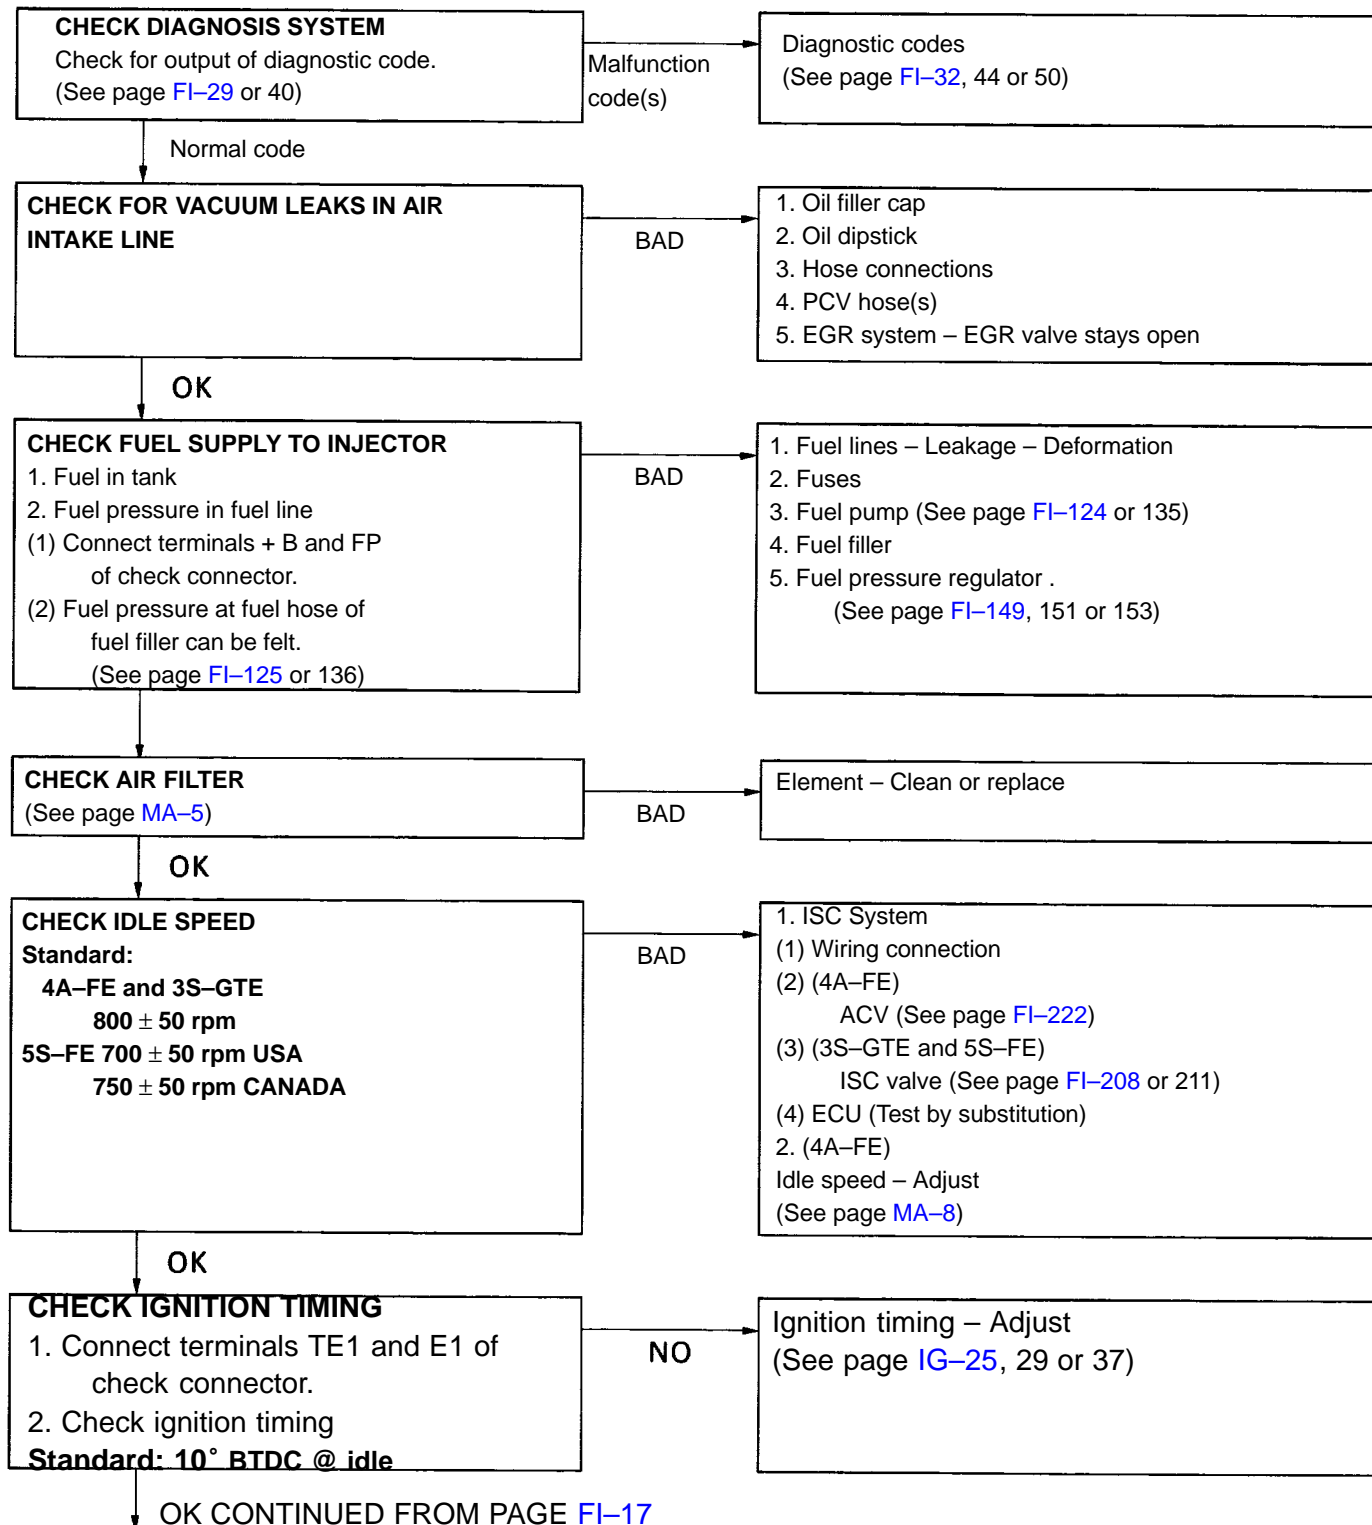 CHECK DIAGNOSIS SYSTEM
Check for output of diagnostic code.
(See page FI–29 or 40)
Malfunction
code(s)
Diagnostic codes
(See page FI–32, 44 or 50)
Normal code
CHECK FOR VACUUM LEAKS IN AIR
INTAKE LINE
BAD
1. Oil filler cap
2. Oil dipstick
3. Hose connections
4. PCV hose(s)
5. EGR system – EGR valve stays open
OK
CHECK FUEL SUPPLY TO INJECTOR
1. Fuel in tank
2. Fuel pressure in fuel line
(1) Connect terminals + B and FP
of check connector.
(2) Fuel pressure at fuel hose of
fuel filler can be felt.
(See page FI–125 or 136)
BAD
1. Fuel lines – Leakage – Deformation
2. Fuses
3. Fuel pump (See page FI–124 or 135)
4. Fuel filler
5. Fuel pressure regulator .
(See page FI–149, 151 or 153)
CHECK AIR FILTER
(See page MA–5)
BAD
Element – Clean or replace
OK
CHECK IDLE SPEED
Standard:
4A–FE and 3S–GTE
800 ± 50 rpm
5S–FE 700 ± 50 rpm USA
750 ± 50 rpm CANADA
BAD
1. ISC System
(1) Wiring connection
(2) (4A–FE)
ACV (See page FI–222)
(3) (3S–GTE and 5S–FE)
ISC valve (See page FI–208 or 211)
(4) ECU (Test by substitution)
2. (4A–FE)
Idle speed – Adjust
(See page MA–8)
OK
CHECK IGNITION TIMING
1. Connect terminals TE1 and E1 of
check connector.
2. Check ignition timing
Standard: 10° BTDC @ idle
NO
Ignition timing – Adjust
(See page IG–25, 29 or 37)
OK CONTINUED FROM PAGE FI–17